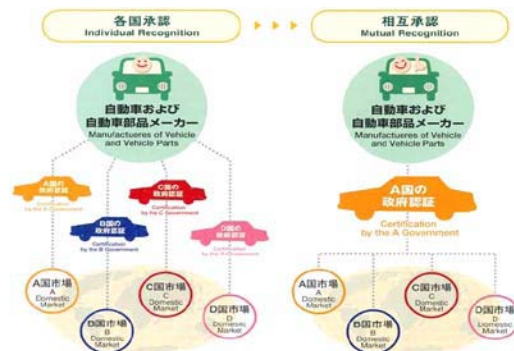 各国承認
Individual Recognition
相互承認
Mutual Recognition
自動車および
自動車部品メーカー
Manufactueres of Vehicle
and Vehicle Parts
A国の
政府認証
Certification
by the A Government
B国の
政府認証
Certification
by the B Government
C国の
政府認証
Certification
by the C Government
D国の
政府認証
Certification
A国市場
A
Domestic
Market
B国市場
B
Domestic
Market
C国市場
C
Domestic
Market
D国市場
D
Domestic
Market
自動車および
自動車部品メーカー
Manufactueres of Vehicle
and Vehicle Parts
A国の
政府認証
Certification
by the A Government
A国市場
A
Domestic
Market
B国市場
B
Domestic
Market
C国市場
C
Domestic
Market
D国市場
D
Domestic
Market